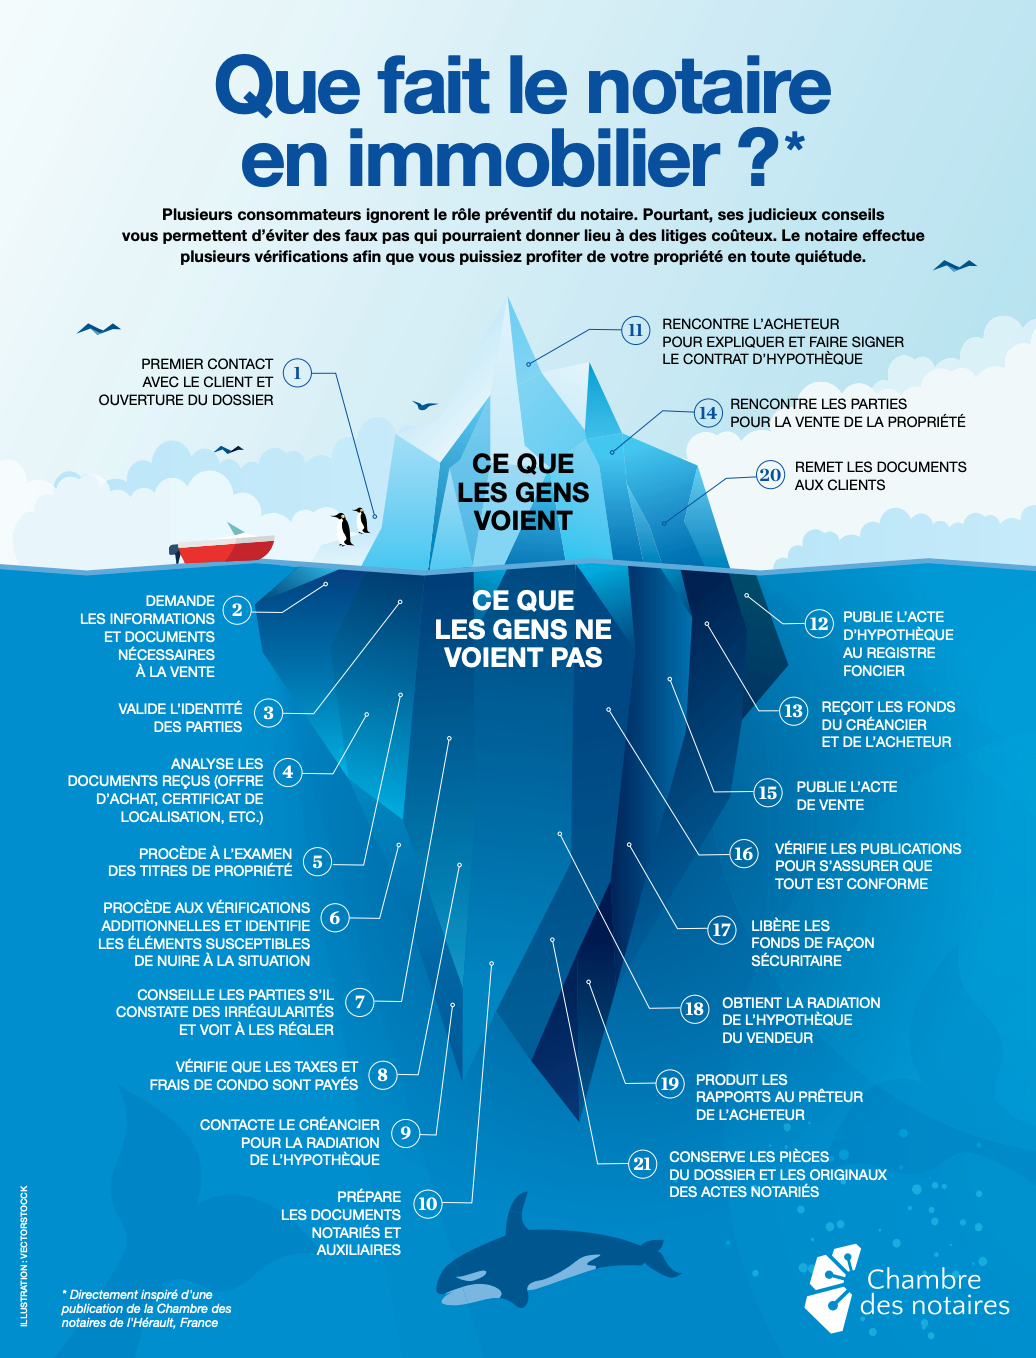 Que fait le notaire
en immobilier ?*
Plusieurs consommateurs ignorent le rôle préventif du notaire. Pourtant, ses judicieux conseils
vous permettent d'éviter des faux pas qui pourraient donner lieu à des litiges coûteux. Le notaire effectue
plusieurs vérifications afin que vous puissiez profiter de votre propriété en toute quiétude.
1
PREMIER CONTACT
AVEC LE CLIENT ET
OUVERTURE DU DOSSIER
11
RENCONTRE L'ACHETEUR
POUR EXPLIQUER ET FAIRE SIGNER
LE CONTRAT D'HYPOTHÈQUE
14
RENCONTRE LES PARTIES
POUR LA VENTE DE LA PROPRIÉTÉ
20
REMET LES DOCUMENTS
AUX CLIENTS
CE QUE
LES GENS
VOIENT
CE QUE
LES GENS NE
VOIENT PAS
2
DEMANDE
LES INFORMATIONS
ET DOCUMENTS
NÉCESSAIRES
À LA VENTE
3
VALIDE L'IDENTITÉ
DES PARTIES
4
ANALYSE LES
DOCUMENTS REÇUS (OFFRE
D'ACHAT, CERTIFICAT DE
LOCALISATION, ETC.)
5
PROCÈDE À L'EXAMEN
DES TITRES DE PROPRIÉTÉ
6
PROCÈDE AUX VÉRIFICATIONS
ADDITIONNELLES ET IDENTIFIE
LES ÉLÉMENTS SUSCEPTIBLES
DE NUIRE À LA SITUATION
7
CONSEILLE LES PARTIES S'IL
CONSTATE DES IRRÉGULARITÉS
ET VOIT À LES RÉGLER
8
VÉRIFIE QUE LES TAXES ET
FRAIS DE CONDO SONT PAYÉS
9
CONTACTE LE CRÉANCIER
POUR LA RADIATION
DE L'HYPOTHÈQUE
10
PRÉPARE
LES DOCUMENTS
NOTARIÉS ET
AUXILIAIRES
12
PUBLIE L'ACTE
D'HYPOTHÈQUE
AU REGISTRE
FONCIER
13
REÇOIT LES FONDS
DU CRÉANCIER
ET DE L'ACHETEUR
15
PUBLIE L'ACTE
DE VENTE
16
VÉRIFIE LES PUBLICATIONS
POUR S'ASSURER QUE
TOUT EST CONFORME
17
LIBÈRE LES
FONDS DE FAÇON
SÉCURITAIRE
18
OBTIENT LA RADIATION
DE L'HYPOTHÈQUE
DU VENDEUR
19
PRODUIT LES
RAPPORTS AU PRÊTEUR
DE L'ACHETEUR
21
CONSERVE LES PIÈCES
DU DOSSIER ET LES ORIGINAUX
DES ACTES NOTARIÉS
ILLUSTRATION : VECTORSTOCCK
* Directement inspiré d'une
publication de la Chambre des
notaires de l'Hérault, France
Chambre
des notaires